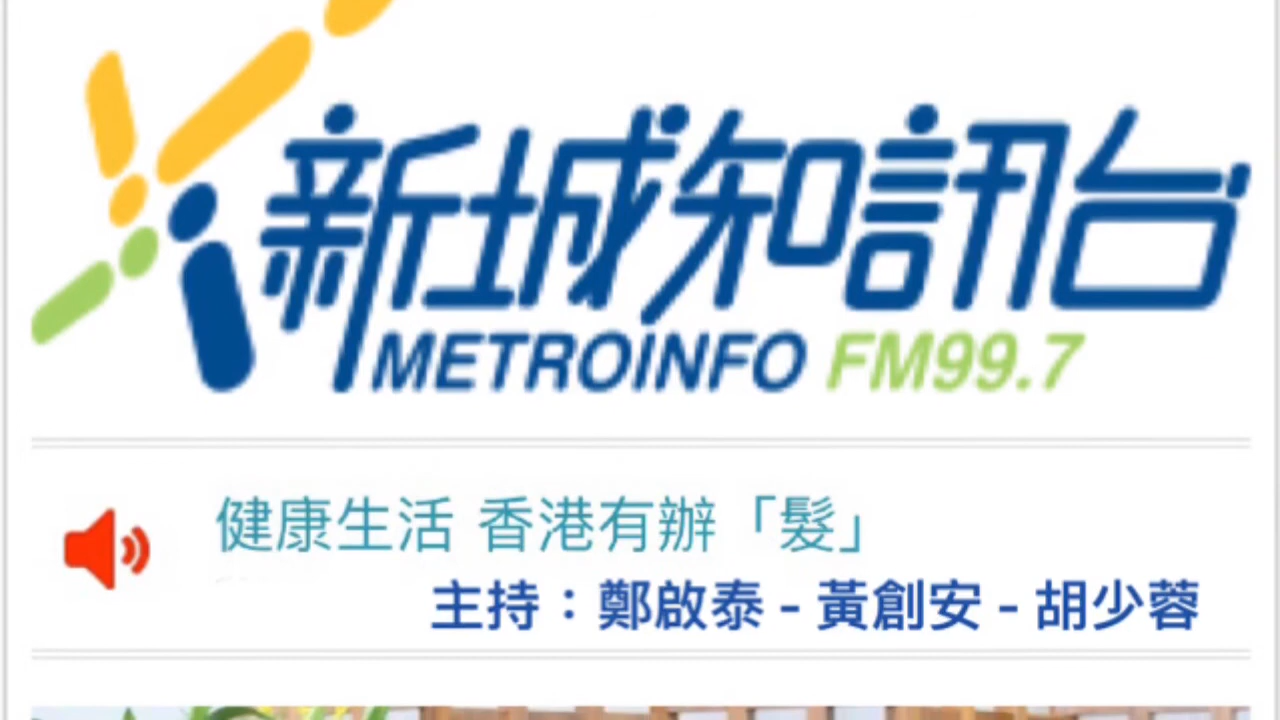 新城知訊台
METROINFO FM99.7
健康生活 香港有辦「髮」
主持：鄭啟泰 - 黃創安 - 胡少蓉